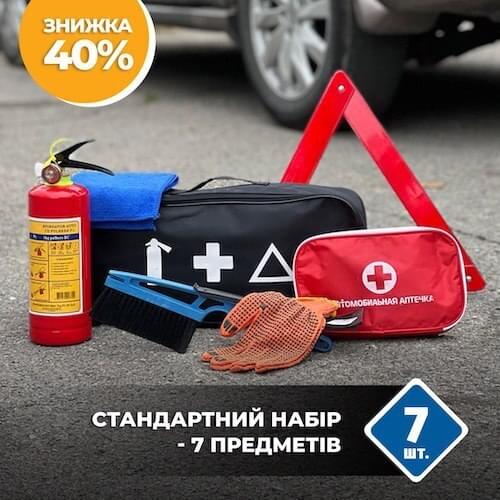 ЗНИЖКА
40%
АВТОМОБИЛЬНАЯ АПТЕЧКА
СТАНДАРТНИЙ НАБІР
- 7 ПРЕДМЕТІВ
7
ШТ.